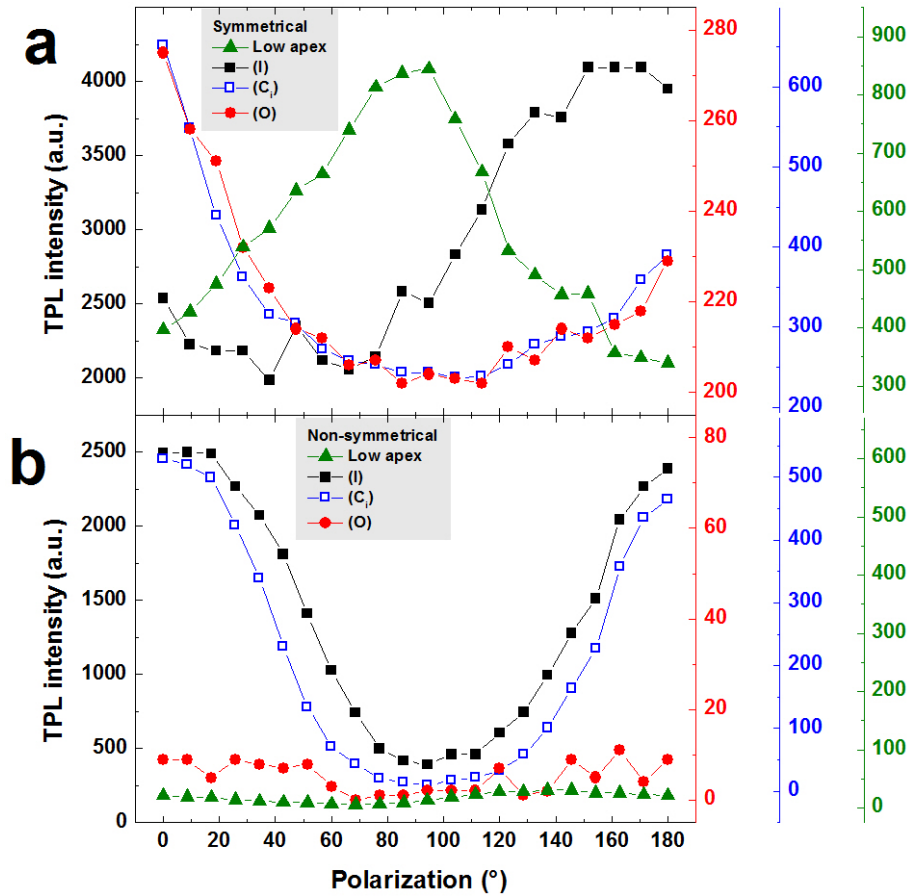 a
Symmetrical
Low apex
(I)
(Cᵢ)
(O)
TPL intensity (a.u.)
4000
3500
3000
2500
2000
280
260
240
220
200
600
500
400
300
200
900
800
700
600
500
400
300
b
Non-symmetrical
Low apex
(I)
(Cᵢ)
(O)
TPL intensity (a.u.)
2500
2000
1500
1000
500
0
80
60
40
20
0
500
400
300
200
100
0
600
500
400
300
200
100
0
0 20 40 60 80 100 120 140 160 180
Polarization (°)